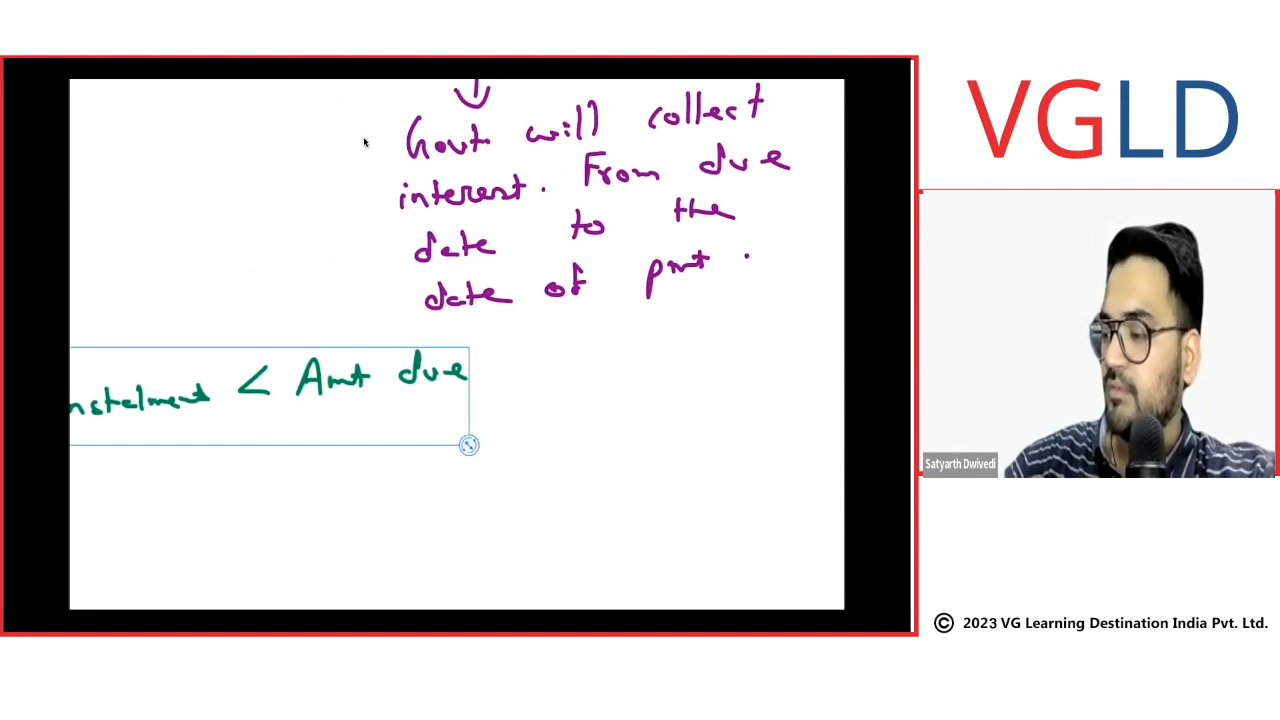 Govt. will collect
interest. From due
date to the
date of pmt.
nstalment < Amt due
VGLD
Satyarth Dwivedi
© 2023 VG Learning Destination India Pvt. Ltd.